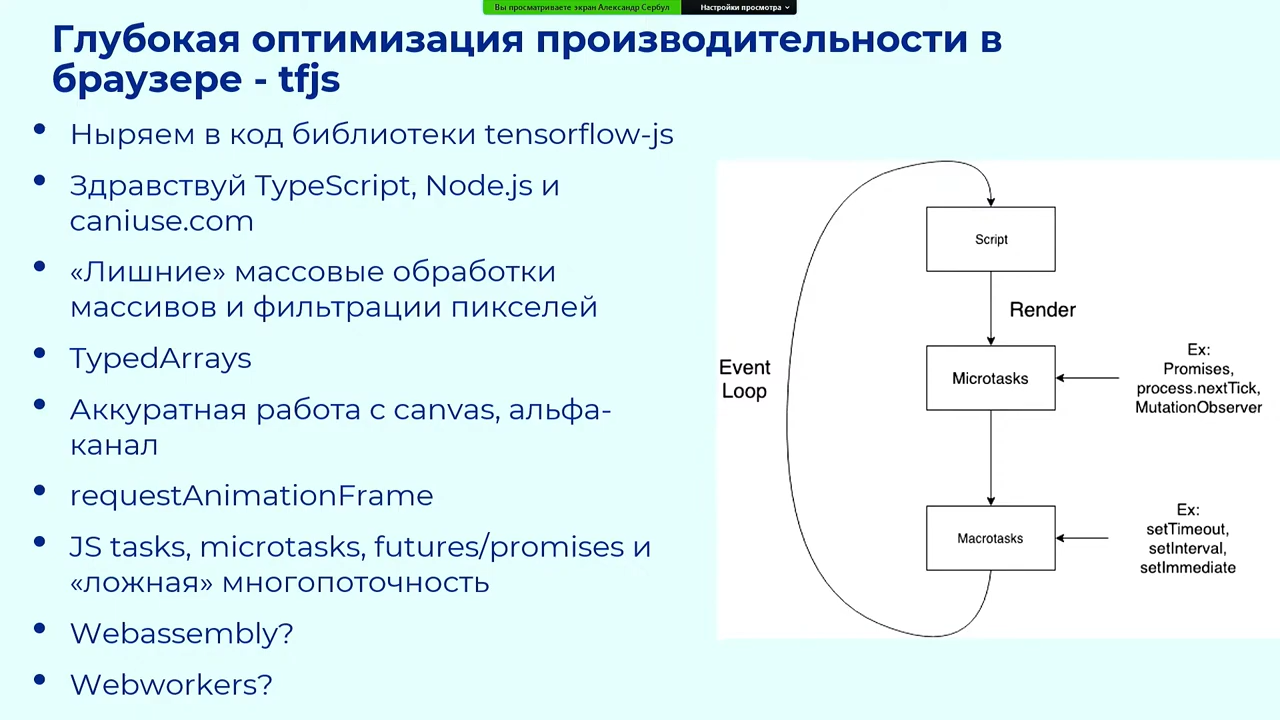 Вы просматриваете экран Александр Сербул
Настройки просмотра
Глубокая оптимизация производительности в
браузере - tfjs
• Ныряем в код библиотеки tensorflow-js
• Здравствуй TypeScript, Node.js и
caniuse.com
• «Лишние» массовые обработки
массивов и фильтрации пикселей
• TypedArrays
• Аккуратная работа с canvas, альфа-
канал
• requestAnimationFrame
• JS tasks, microtasks, futures/promises и
«ложная» многопоточность
• Webassembly?
• Webworkers?
Event
Loop
Script
Render
Microtasks
Ex:
Promises,
process.nextTick,
MutationObserver
Macrotasks
Ex:
setTimeout,
setInterval,
setImmediate